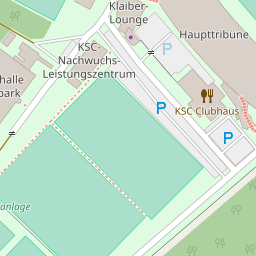 Klaiber
Lounge
P
Haupttribüne
KSC-
Nachwuchs-
Leistungszentrum
halle
park
P
KSC Clubhaus
P
anlage